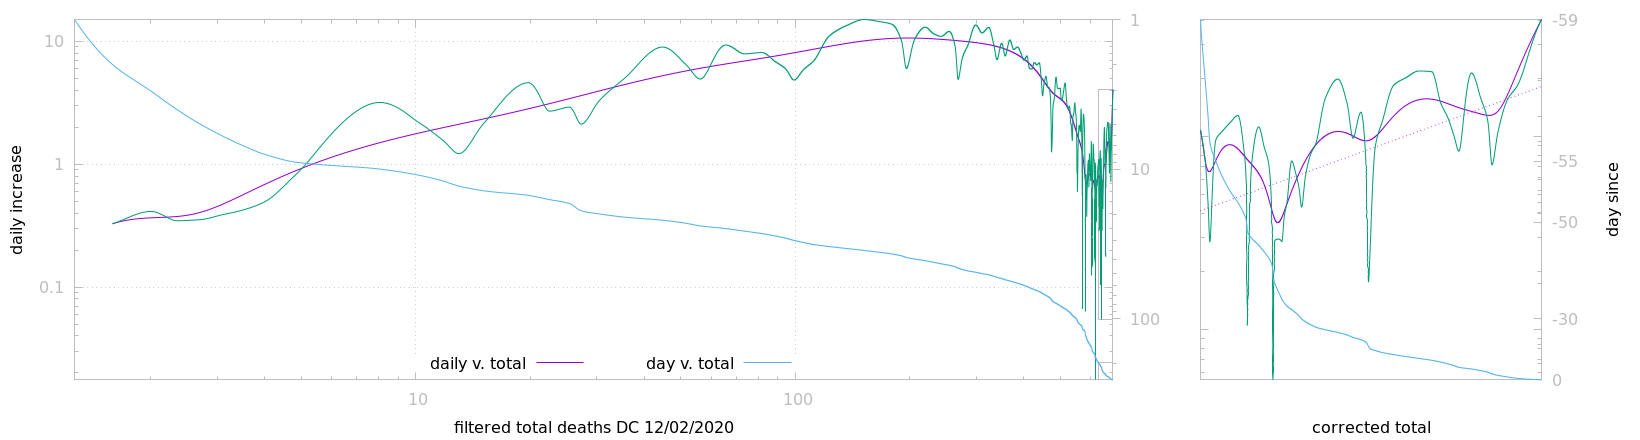 10
1
0.1
daily increase
daily v. total
day v. total
10
100
filtered total deaths DC 12/02/2020
1
10
100
-59
-55
-50
-30
0
day since
corrected total